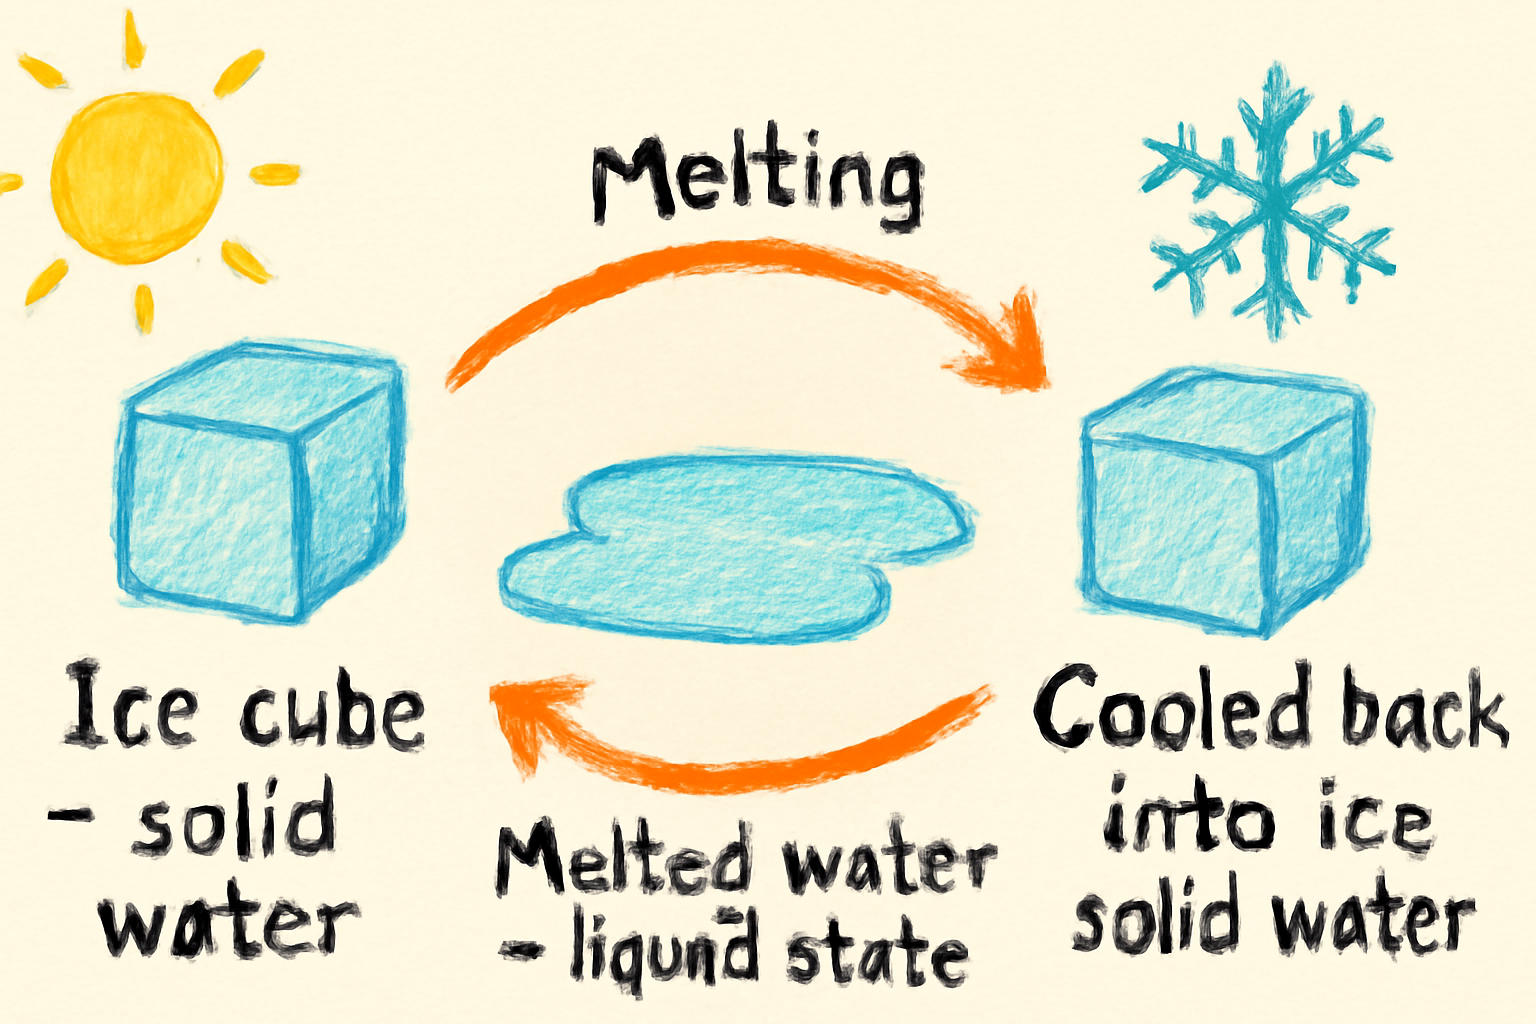 Melting
Ice cube
- solid
water
Melted water
- liqund state
Cooled back
into ice
solid water